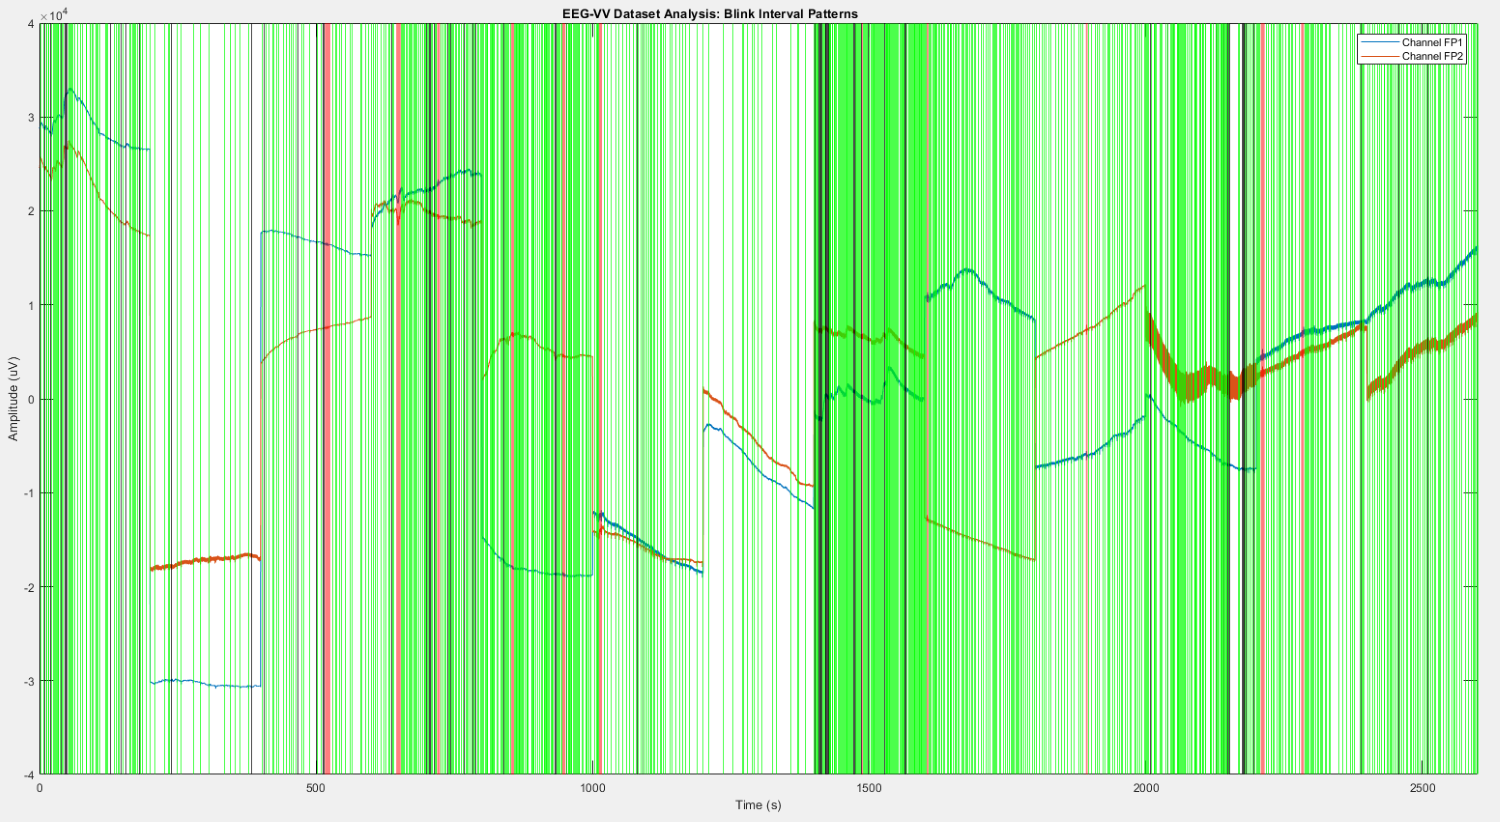 EEG-VV Dataset Analysis: Blink Interval Patterns
×10⁴
Channel FP1
Channel FP2
Amplitude (uV)
4
3
2
1
0
-1
-2
-3
-4
0 500 1000 1500 2000 2500
Time (s)